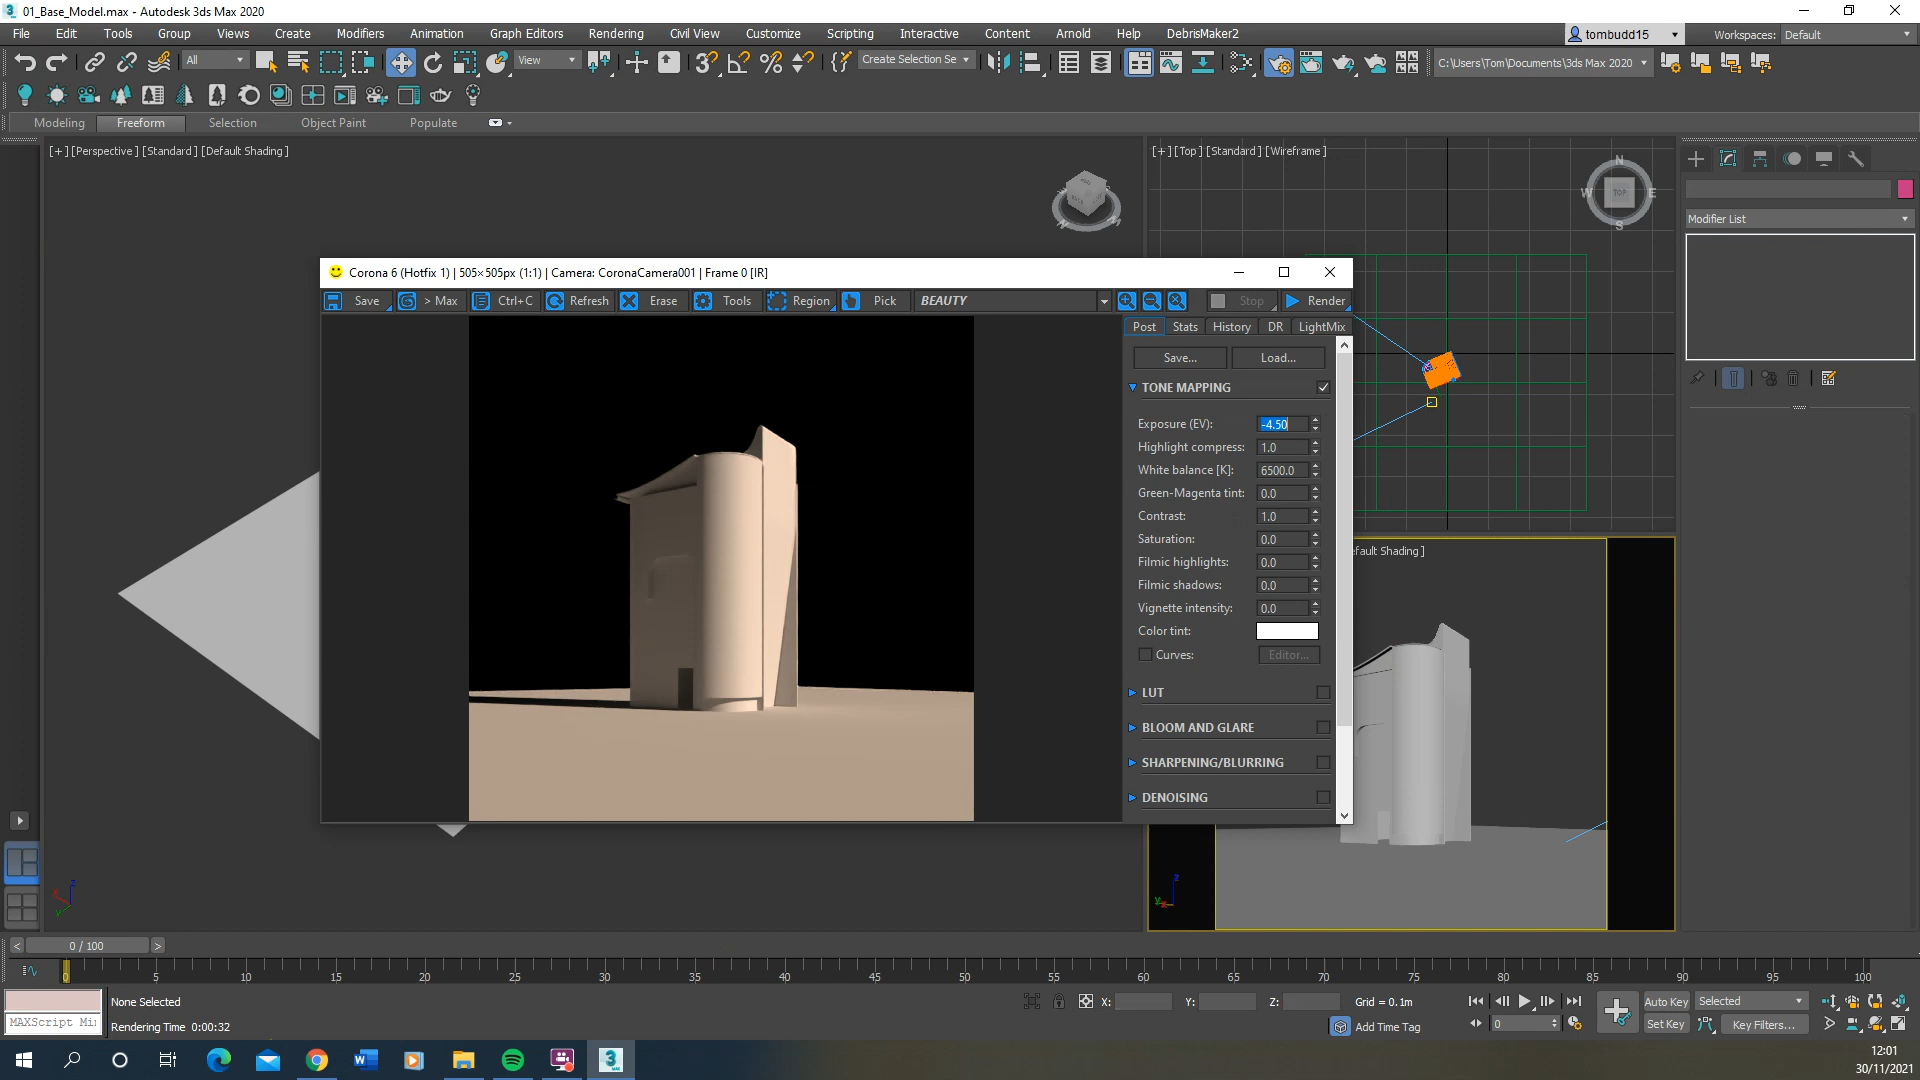 01_Base_Model.max - Autodesk 3ds Max 2020
File Edit Tools Group Views Create Modifiers Animation Graph Editors Rendering Civil View Customize Scripting Interactive Content Arnold Help DebrisMaker2
tombudd15 Workspaces: Default
All View Create Selection Se C:\Users\Tom\Documents\3ds Max 2020
Modeling Freeform Selection Object Paint Populate
[+] [Perspective] [Standard] [Default Shading]
[+] [Top] [Standard] [Wireframe]
N
W TOP E
S
Modifier List
Corona 6 (Hotfix 1) | 505×505px (1:1) | Camera: CoronaCamera001 | Frame 0 [IR]
Save > Max Ctrl+C Refresh Erase Tools Region Pick BEAUTY Stop Render
Post Stats History DR LightMix
Save... Load...
TONE MAPPING
Exposure (EV): -4.50
Highlight compress: 1.0
White balance [K]: 6500.0
Green-Magenta tint: 0.0
Contrast: 1.0
Saturation: 0.0
Filmic highlights: 0.0
Filmic shadows: 0.0
Vignette intensity: 0.0
Color tint:
Curves: Editor...
LUT
BLOOM AND GLARE
SHARPENING/BLURRING
DENOISING
efault Shading]
z
x
y
z
y x
< 0 / 100 >
0 5 10 15 20 25 30 35 40 45 50 55 60 65 70 75 80 85 90 95 100
None Selected
X: Y: Z: Grid = 0.1m
Auto Key Selected
MAXScript Mi
Rendering Time 0:00:32
Add Time Tag
0
Set Key Key Filters...
12:01
30/11/2021